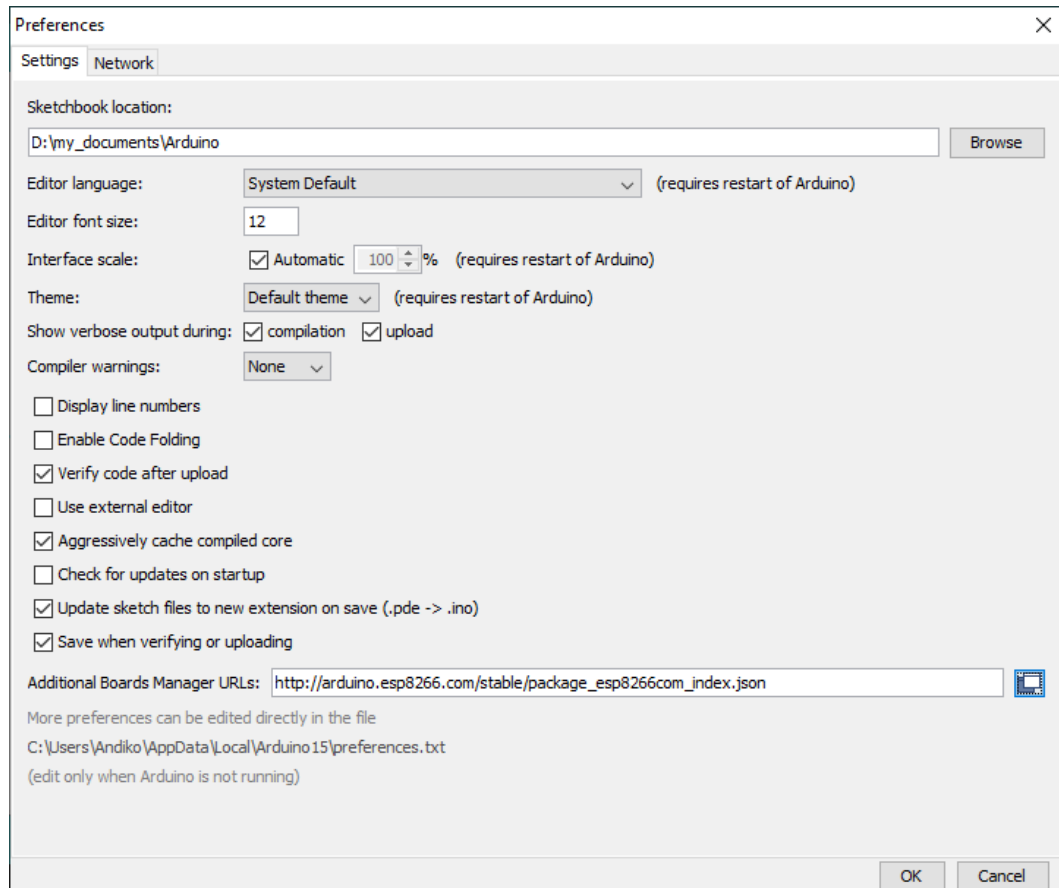 Preferences
Settings Network
Sketchbook location:
D:\my_documents\Arduino Browse
Editor language: System Default (requires restart of Arduino)
Editor font size: 12
Interface scale: Automatic 100 % (requires restart of Arduino)
Theme: Default theme (requires restart of Arduino)
Show verbose output during: compilation upload
Compiler warnings: None
Display line numbers
Enable Code Folding
Verify code after upload
Use external editor
Aggressively cache compiled core
Check for updates on startup
Update sketch files to new extension on save (.pde -> .ino)
Save when verifying or uploading
Additional Boards Manager URLs: http://arduino.esp8266.com/stable/package_esp8266com_index.json
More preferences can be edited directly in the file
C:\Users\Andiko\AppData\Local\Arduino15\preferences.txt
(edit only when Arduino is not running)
OK Cancel